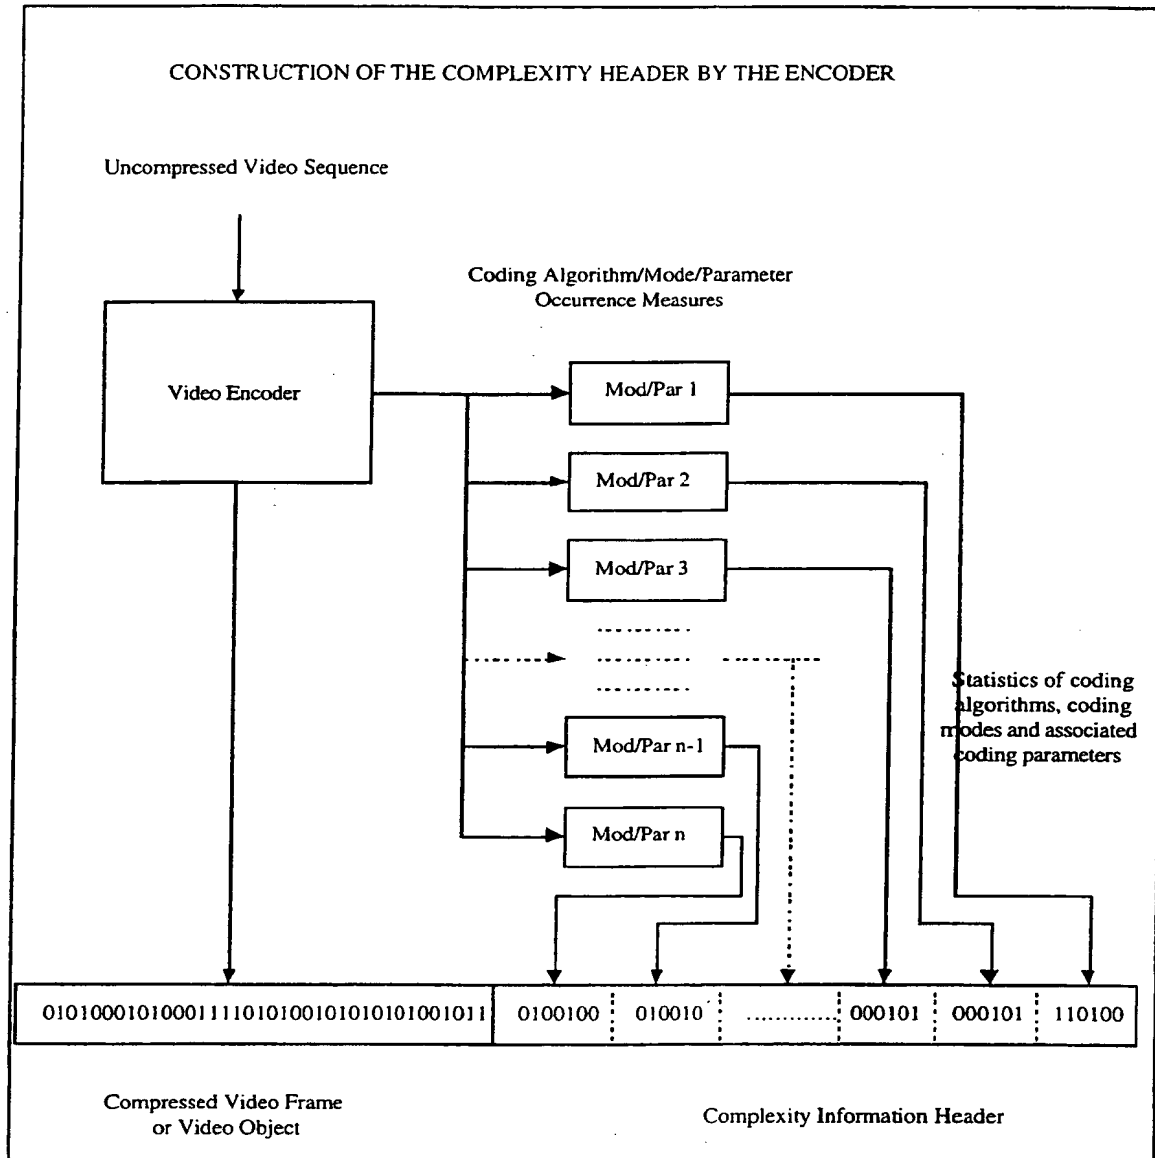 CONSTRUCTION OF THE COMPLEXITY HEADER BY THE ENCODER
Uncompressed Video Sequence
Coding Algorithm/Mode/Parameter
Occurrence Measures
Video Encoder
Mod/Par 1
Mod/Par 2
Mod/Par 3
Statistics of coding
algorithms, coding
modes and associated
coding parameters
Mod/Par n-1
Mod/Par n
0101000101000111101010010101010101001011 0100100 010010 ............. 000101 000101 110100
Compressed Video Frame
or Video Object
Complexity Information Header